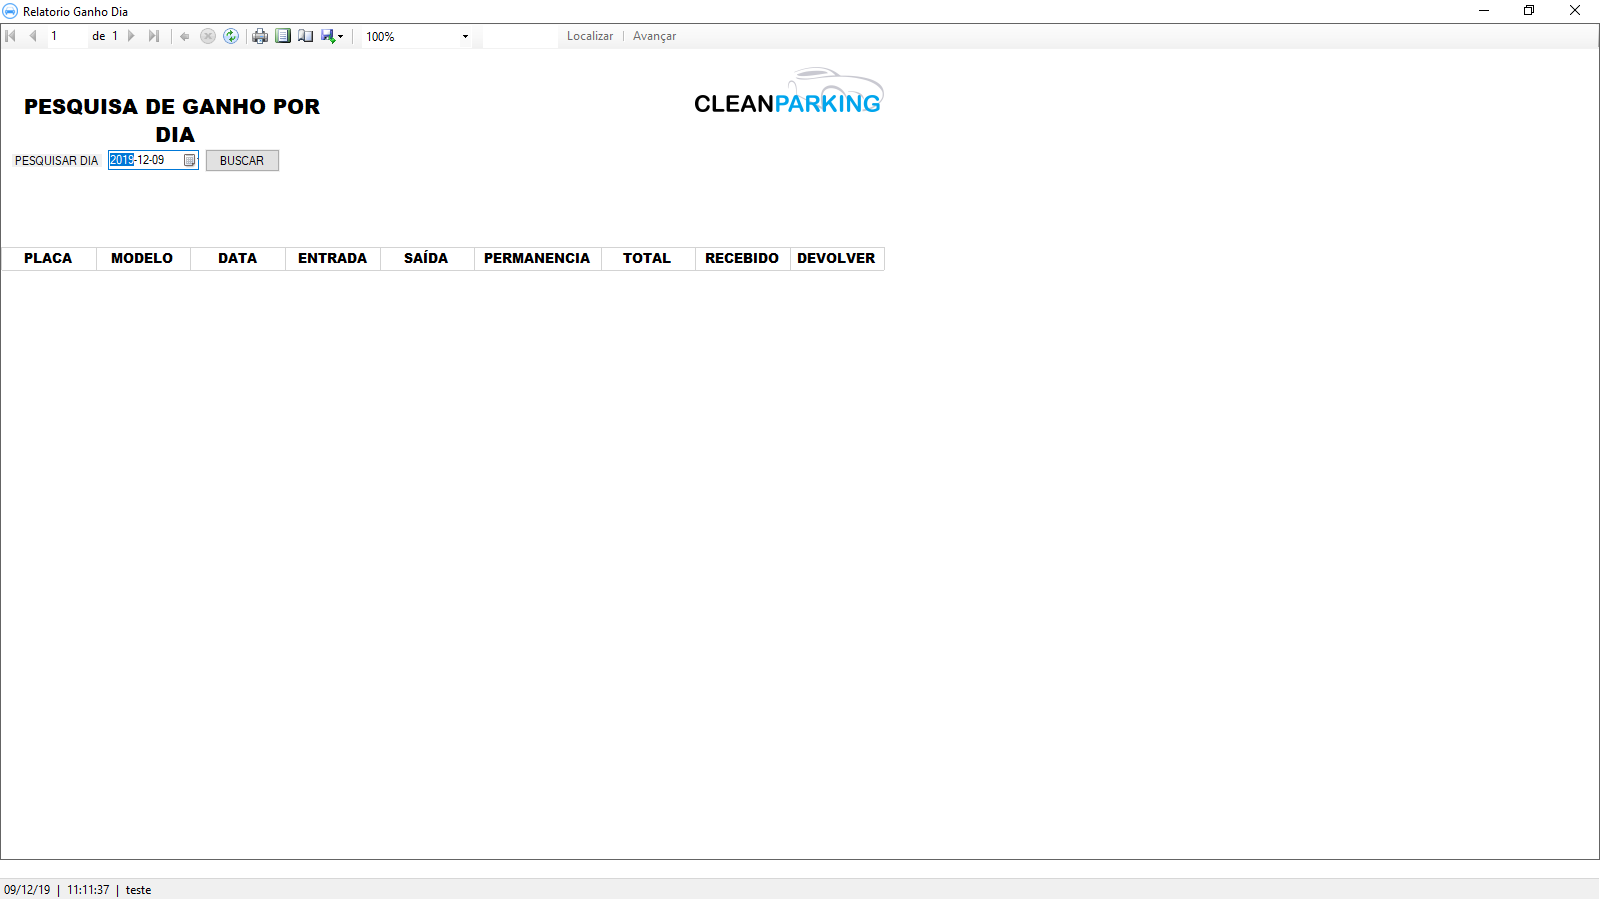 Relatorio Ganho Dia
1 de 1 100% Localizar | Avançar
CLEANPARKING
PESQUISA DE GANHO POR
DIA
PESQUISAR DIA 2019-12-09 BUSCAR
PLACA MODELO DATA ENTRADA SAÍDA PERMANENCIA TOTAL RECEBIDO DEVOLVER
09/12/19 | 11:11:37 | teste